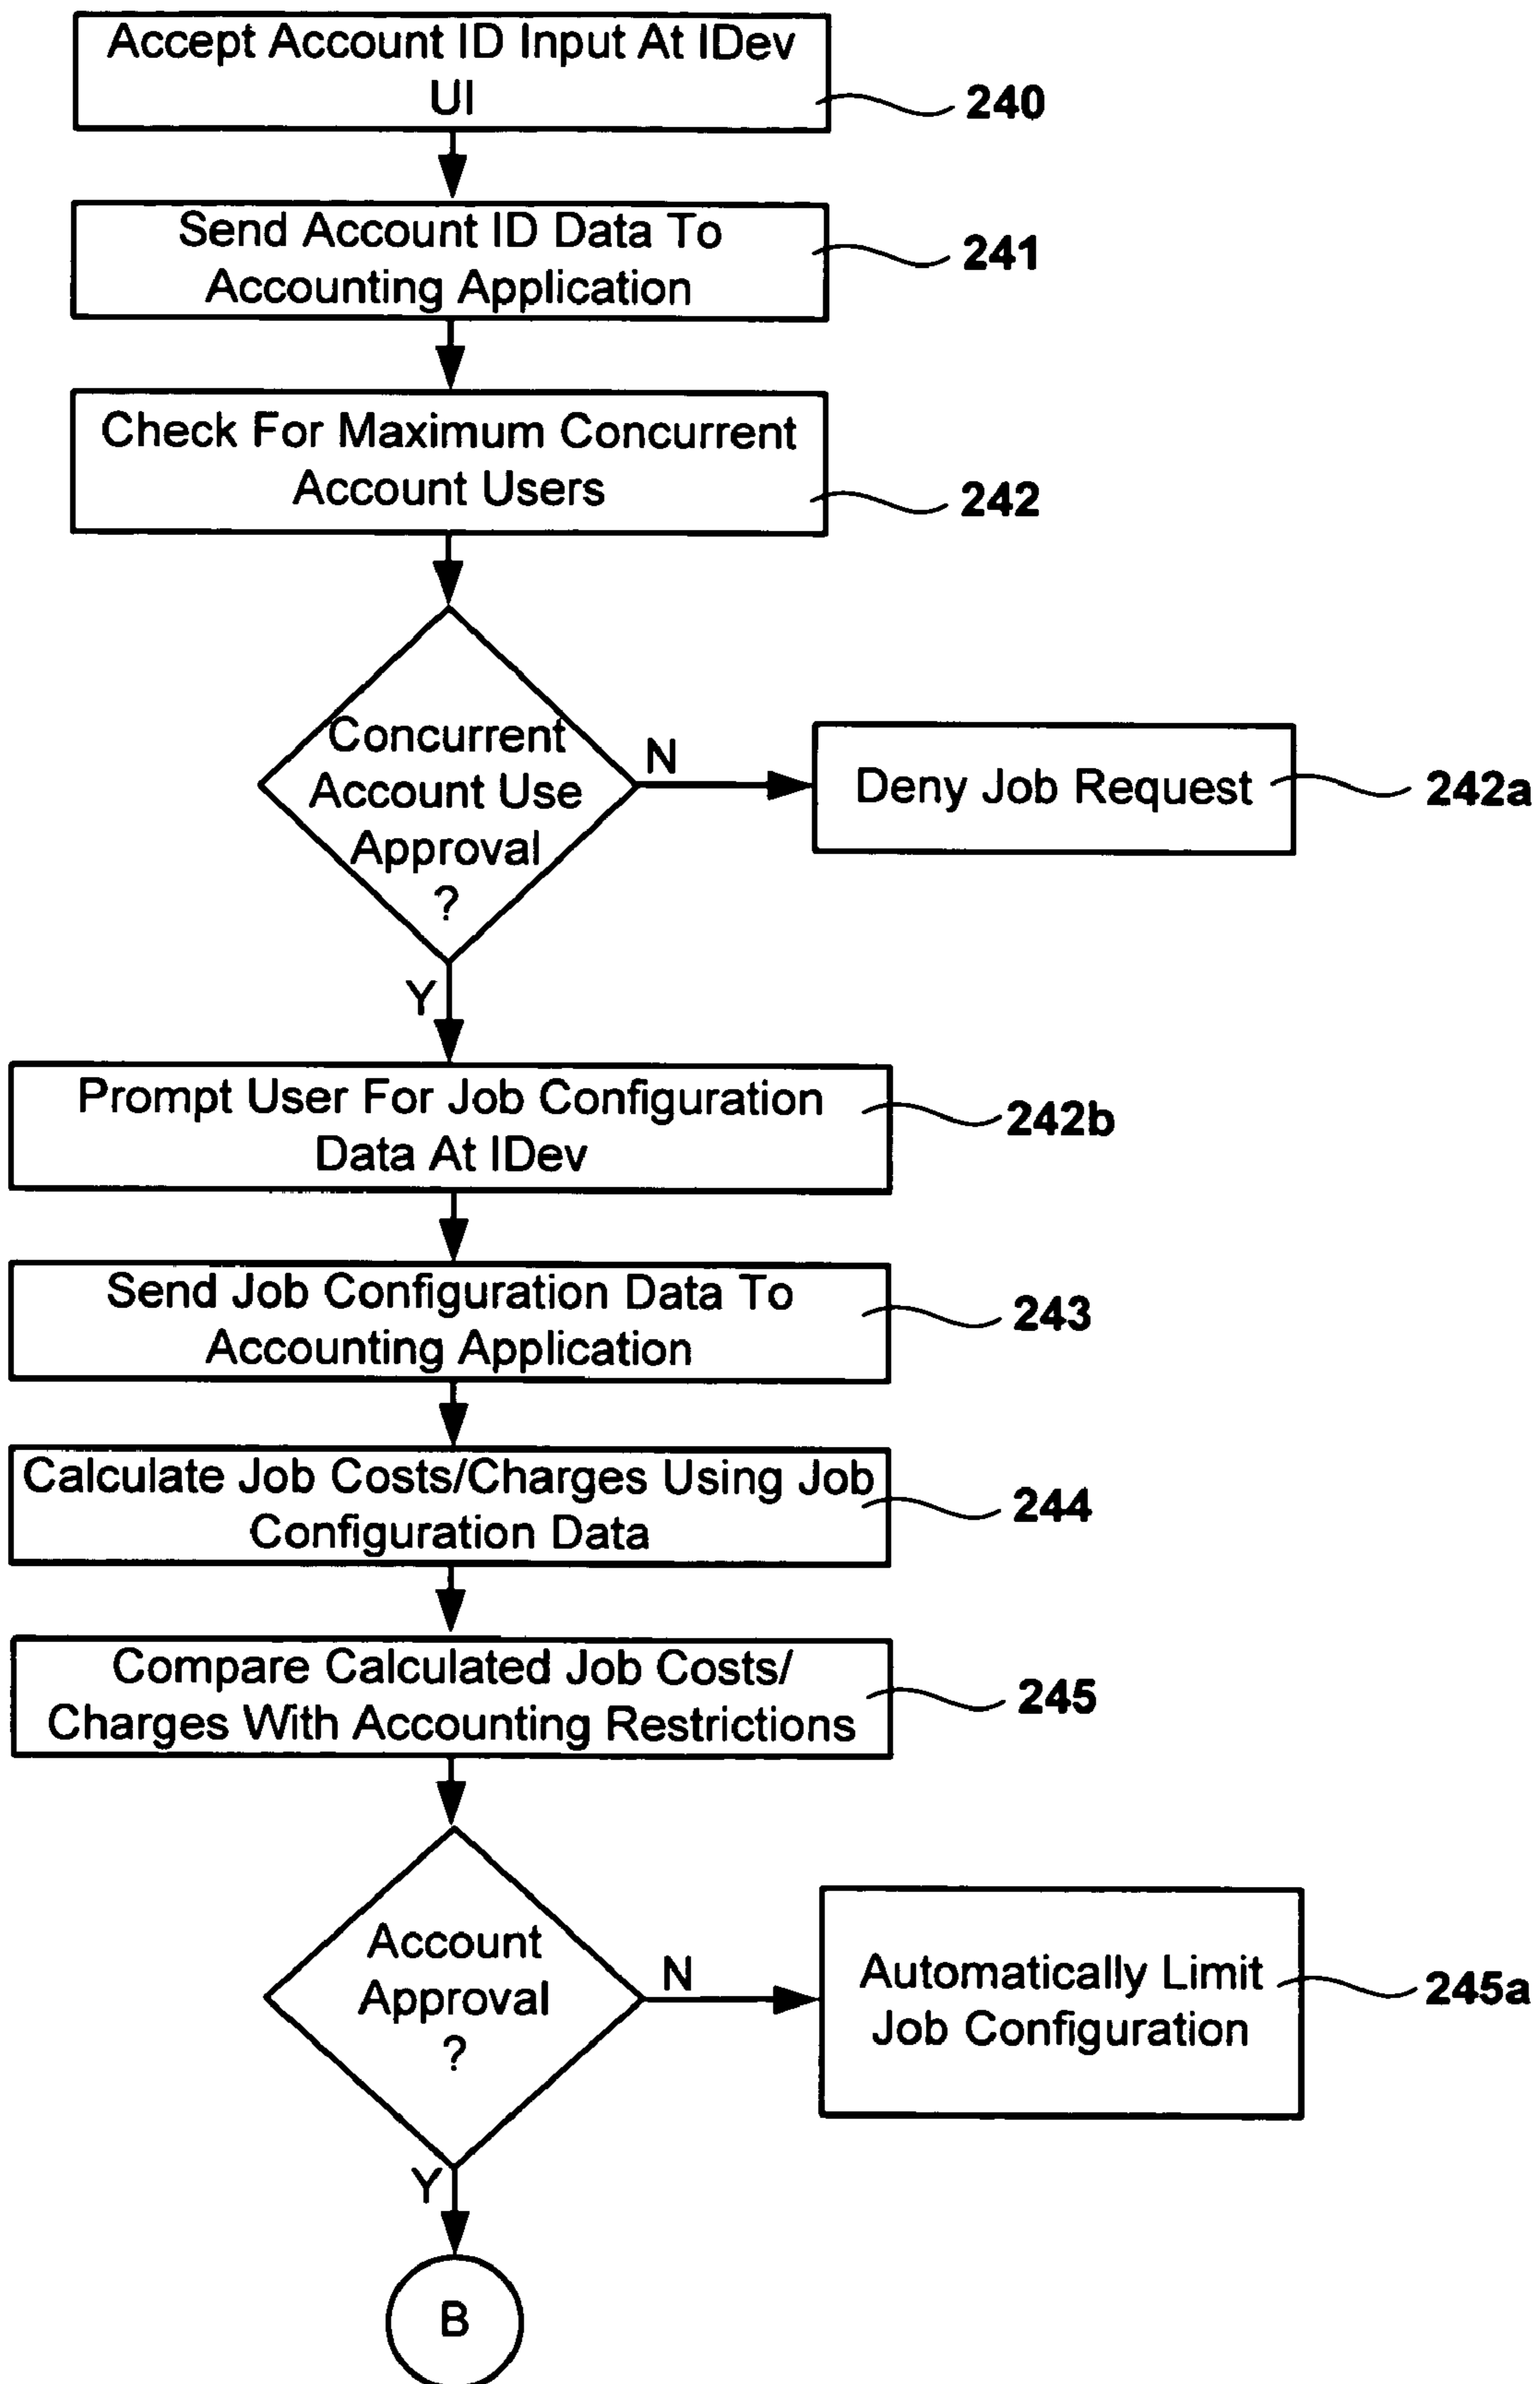 Accept Account ID Input At IDev
UI
240
Send Account ID Data To
Accounting Application
241
Check For Maximum Concurrent
Account Users
242
Concurrent
Account Use
Approval
?
N
Deny Job Request
242a
Y
Prompt User For Job Configuration
Data At IDev
242b
Send Job Configuration Data To
Accounting Application
243
Calculate Job Costs/Charges Using Job
Configuration Data
244
Compare Calculated Job Costs/
Charges With Accounting Restrictions
245
Account
Approval
?
N
Automatically Limit
Job Configuration
245a
Y
B